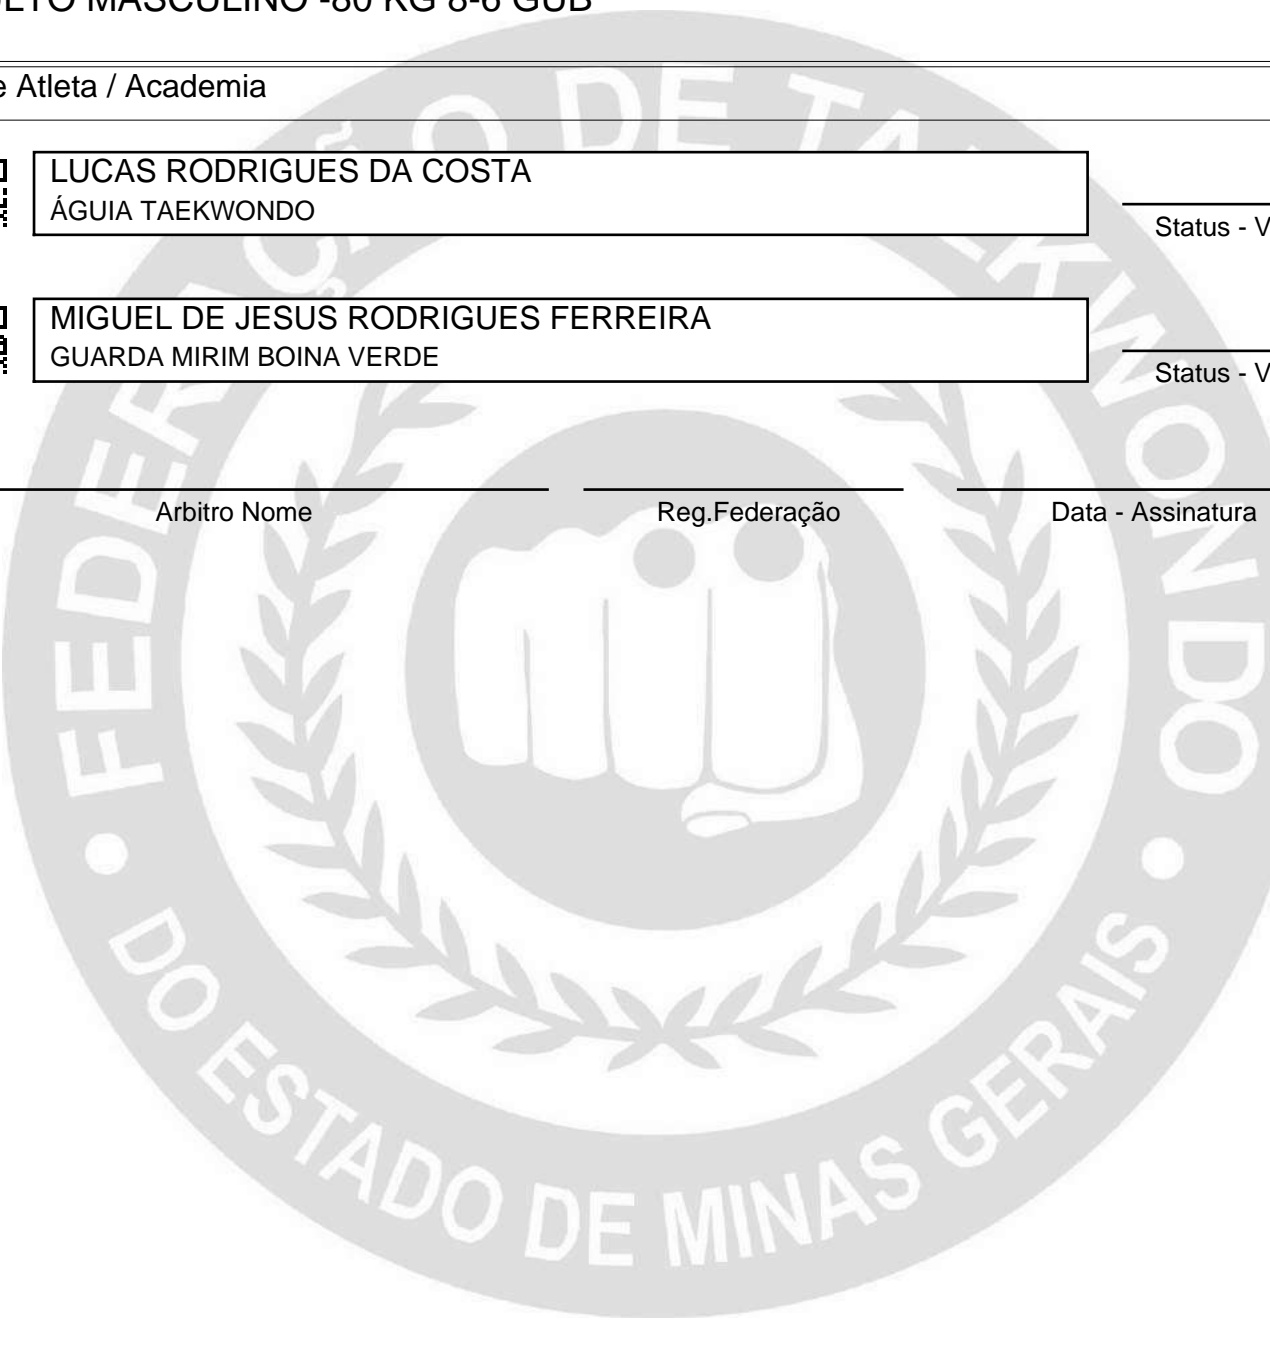 MASCULINO -80 KG 8-6 GUB
Atleta / Academia
LUCAS RODRIGUES DA COSTA
ÁGUIA TAEKWONDO
Status - V
MIGUEL DE JESUS RODRIGUES FERREIRA
GUARDA MIRIM BOINA VERDE
Status - V
Arbitro Nome Reg.Federação Data - Assinatura
FEDERAÇÃO DE TAEKWONDO
DO ESTADO DE MINAS GERAIS